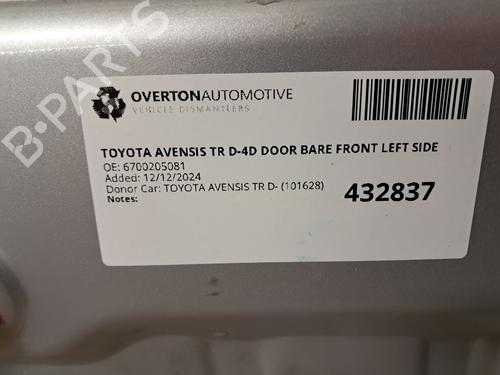 B-PARTS
OVERTONAUTOMOTIVE
VEHICLE DISMANTLERS
TOYOTA AVENSIS TR D-4D DOOR BARE FRONT LEFT SIDE
OE: 6700205081
Added: 12/12/2024
Donor Car: TOYOTA AVENSIS TR D- (101628)
Notes:
432837